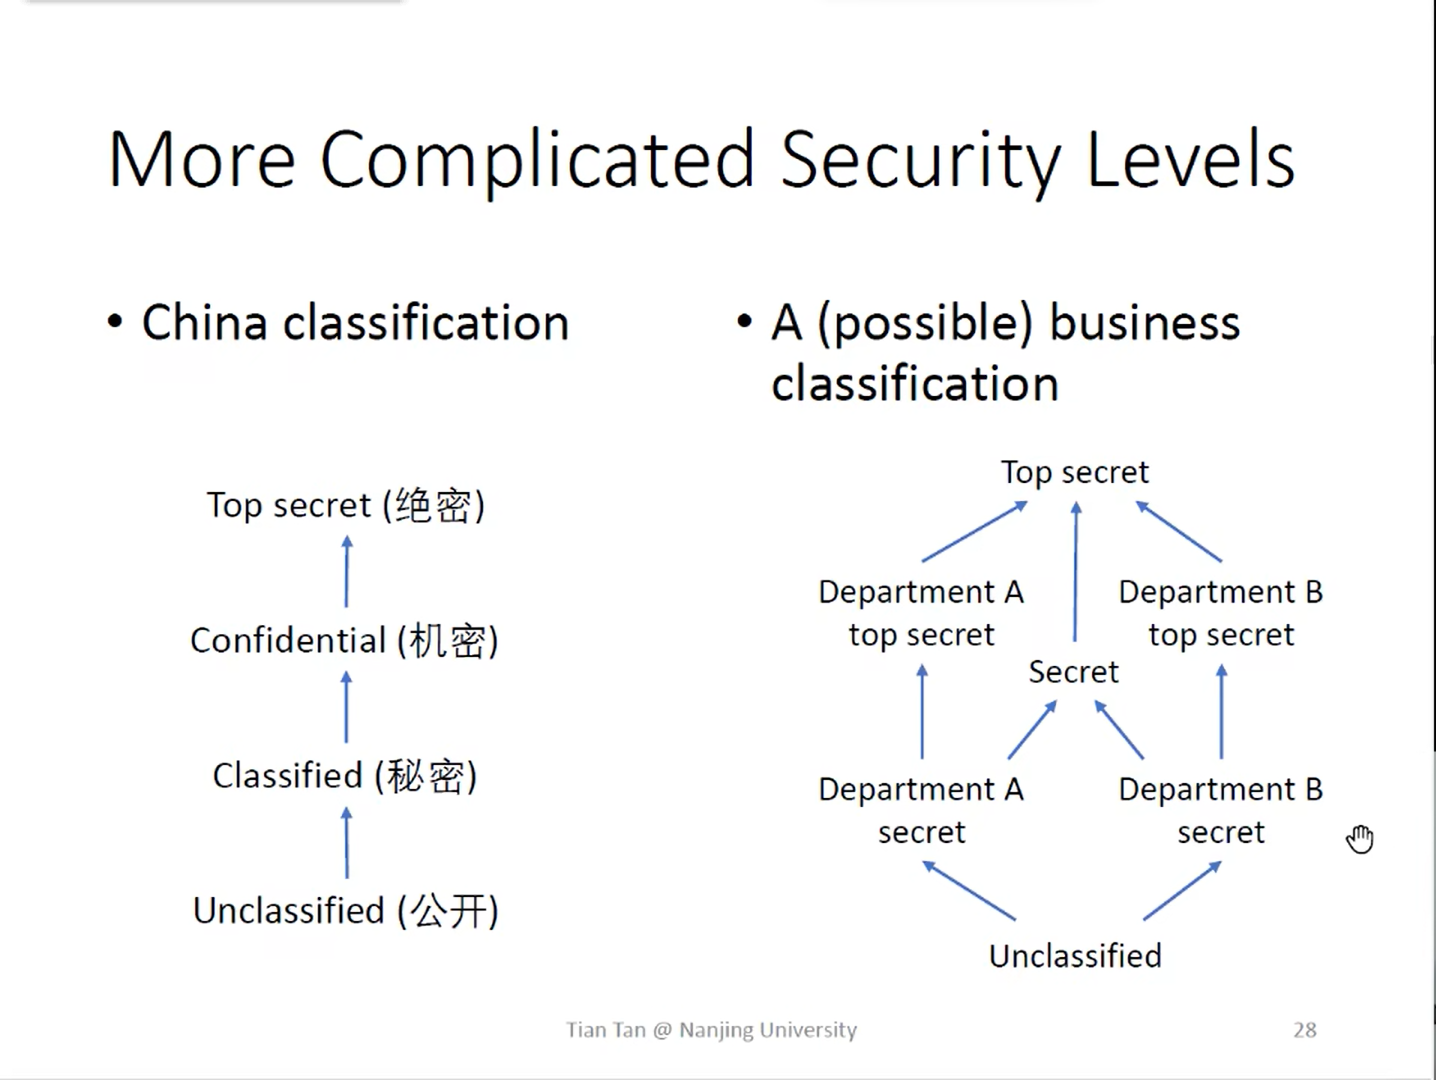 More Complicated Security Levels
• China classification
Top secret (绝密)
Confidential (机密)
Classified (秘密)
Unclassified (公开)
• A (possible) business
classification
Top secret
Department A
top secret
Department B
top secret
Secret
Department A
secret
Department B
secret
Unclassified
Tian Tan @ Nanjing University
28